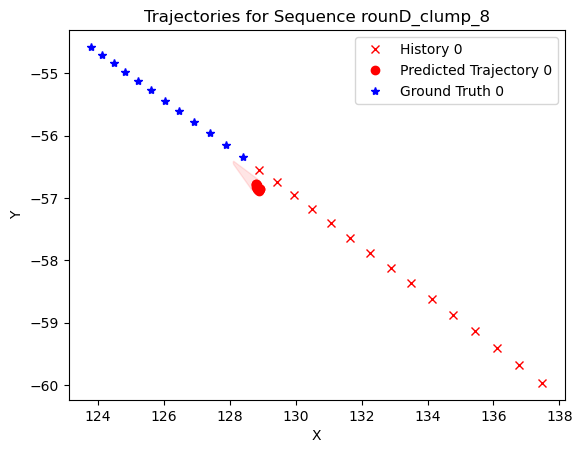 Trajectories for Sequence rounD_clump_8
History 0
Predicted Trajectory 0
Ground Truth 0
Y
−55
−56
−57
−58
−59
−60
124
126
128
130
132
134
136
138
X